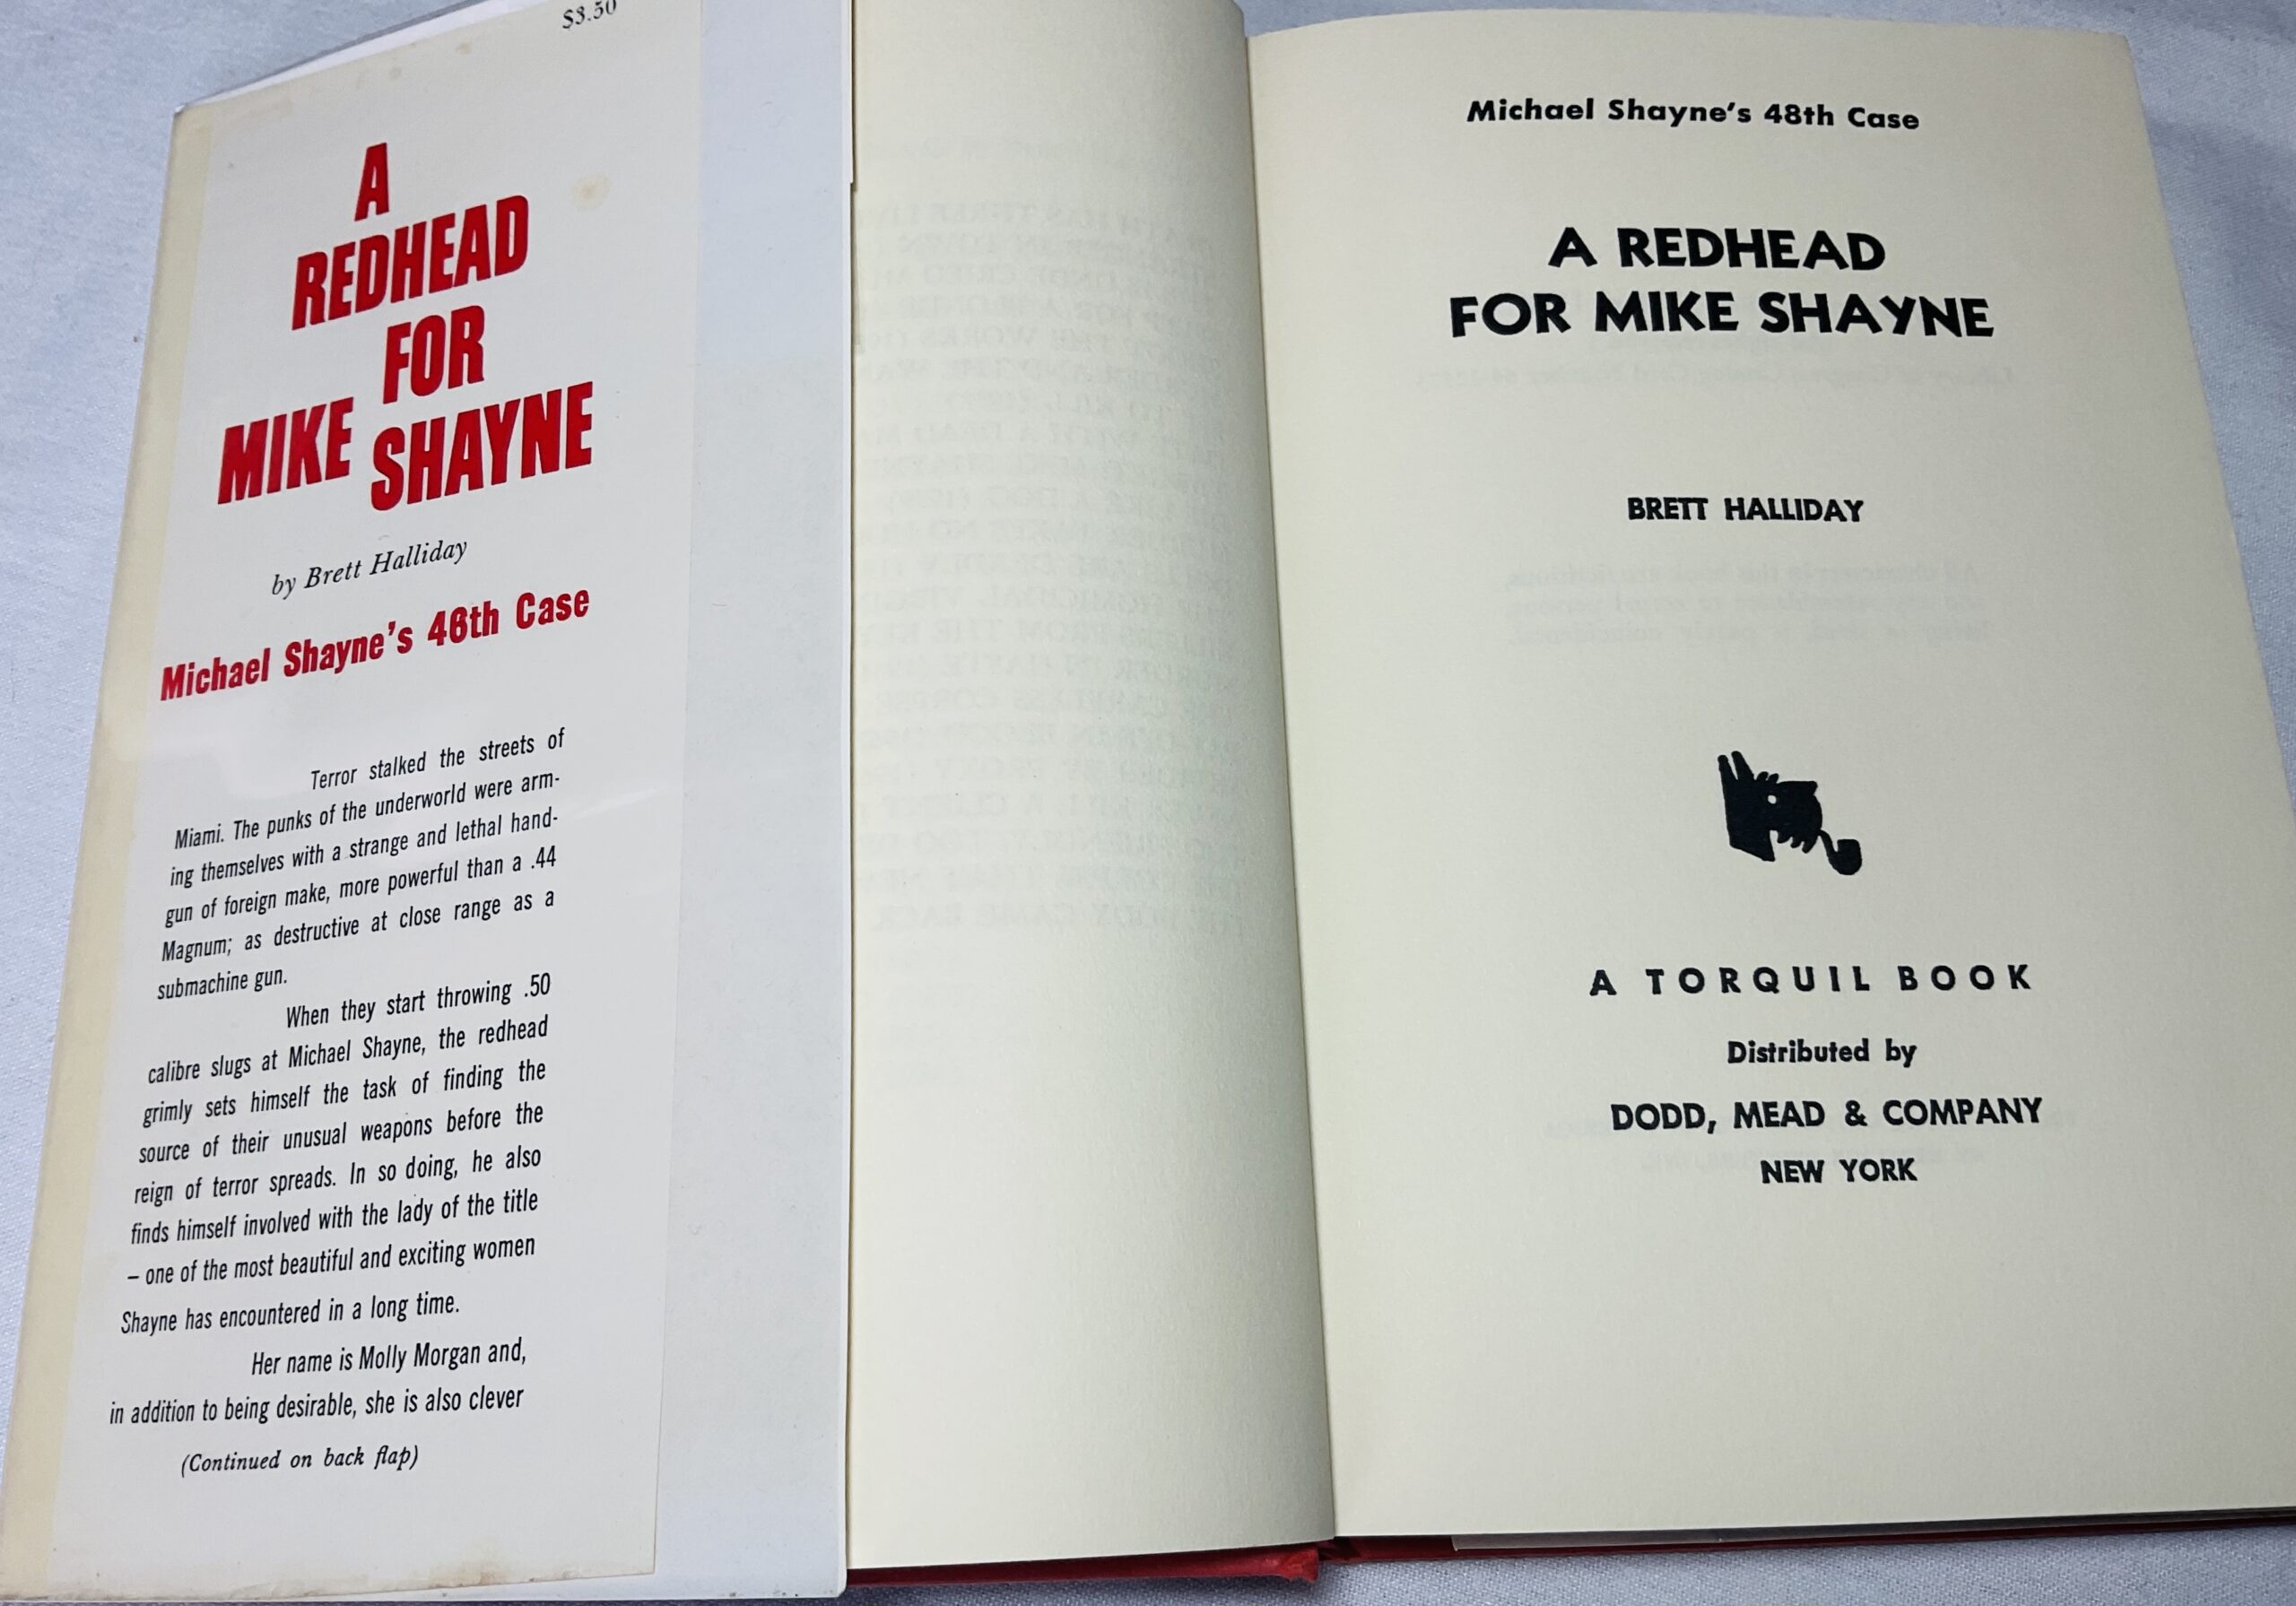 $3.50
A
REDHEAD
FOR
MIKE SHAYNE
by Brett Halliday
Michael Shayne's 46th Case
Terror stalked the streets of
Miami. The punks of the underworld were arm-
ing themselves with a strange and lethal hand-
gun of foreign make, more powerful than a .44
Magnum; as destructive at close range as a
submachine gun.
When they start throwing .50
calibre slugs at Michael Shayne, the redhead
grimly sets himself the task of finding the
source of their unusual weapons before the
reign of terror spreads. In so doing, he also
finds himself involved with the lady of the title
– one of the most beautiful and exciting women
Shayne has encountered in a long time.
Her name is Molly Morgan and,
in addition to being desirable, she is also clever
(Continued on back flap)
Michael Shayne's 48th Case
A REDHEAD
FOR MIKE SHAYNE
BRETT HALLIDAY
A TORQUIL BOOK
Distributed by
DODD, MEAD & COMPANY
NEW YORK